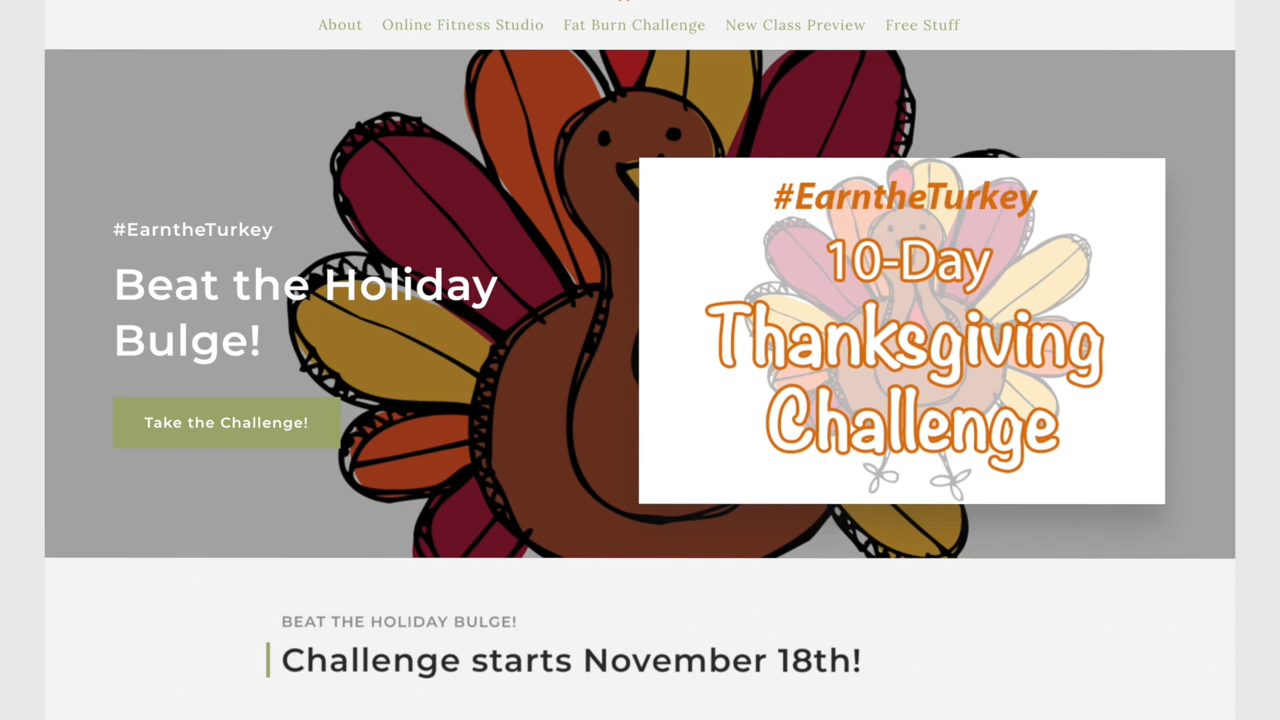 About Online Fitness Studio Fat Burn Challenge New Class Preview Free Stuff
#EarntheTurkey
Beat the Holiday
Bulge!
Take the Challenge!
#EarntheTurkey
10-Day
Thanksgiving
Challenge
BEAT THE HOLIDAY BULGE!
Challenge starts November 18th!